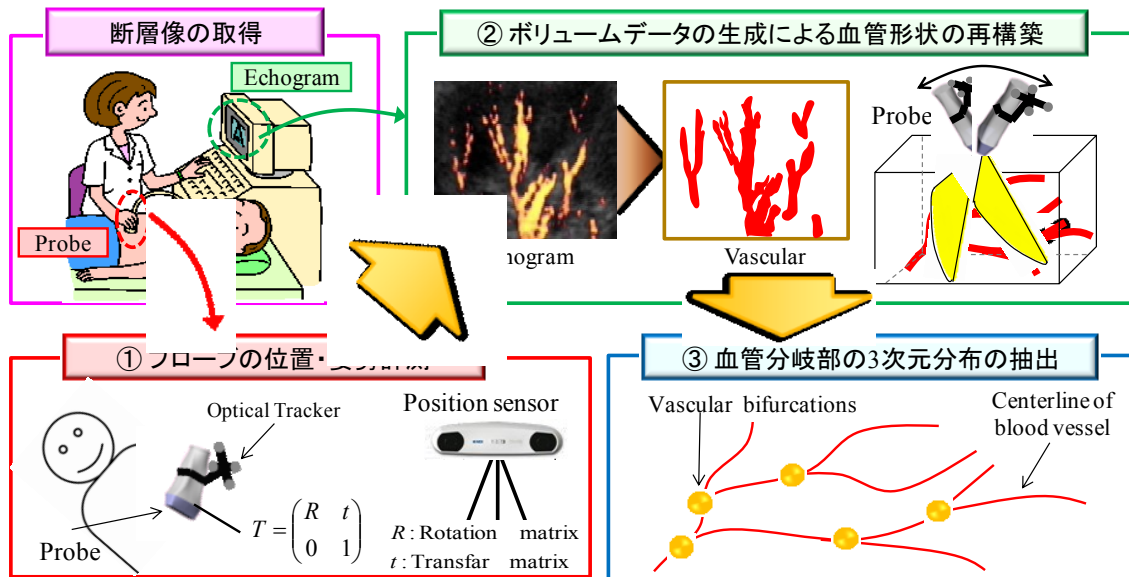 断層像の取得
Echogram
Probe
② ボリュームデータの生成による血管形状の再構築
nogram
Vascular
Probe
① プローブの位置・
Optical Tracker
Position sensor
Probe
T = ( R t
0 1 )
R : Rotation matrix
t : Transfar matrix
③ 血管分岐部の3次元分布の抽出
Vascular bifurcations
Centerline of
blood vessel